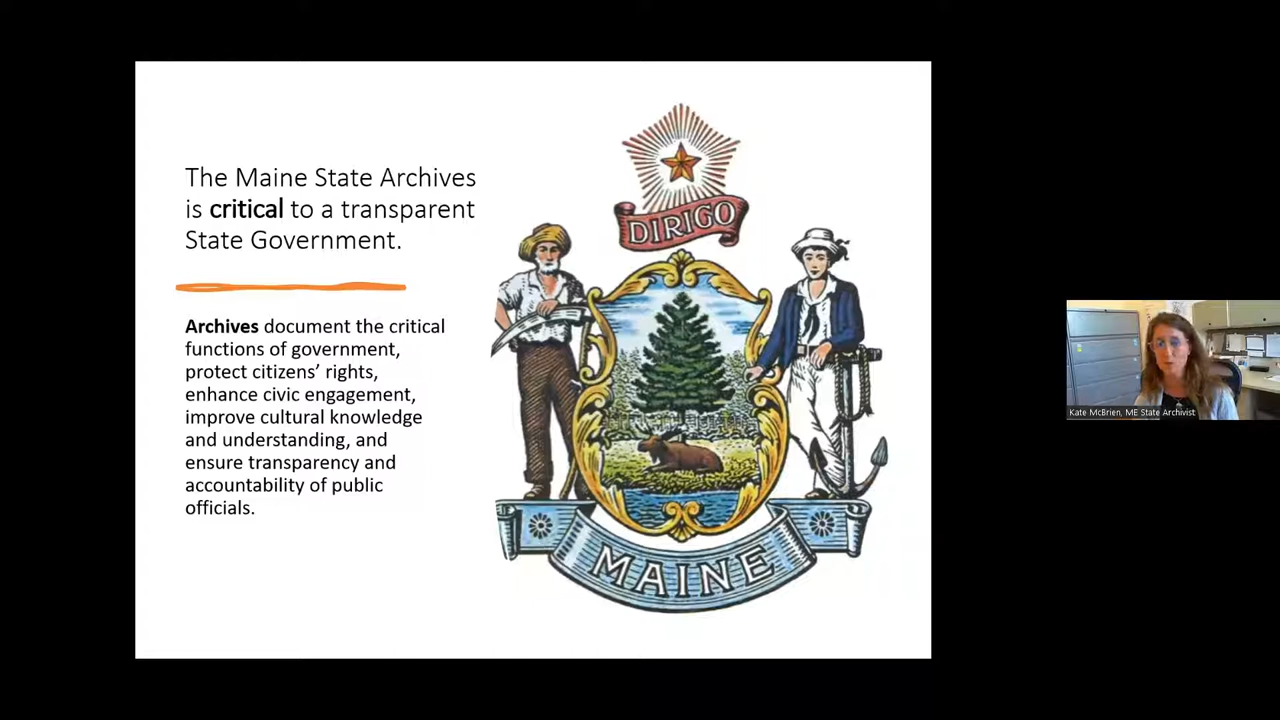 The Maine State Archives
is critical to a transparent
State Government.
Archives document the critical
functions of government,
protect citizens’ rights,
enhance civic engagement,
improve cultural knowledge
and understanding, and
ensure transparency and
accountability of public
officials.
DIRIGO
MAINE
Kate McBrien, ME State Archivist